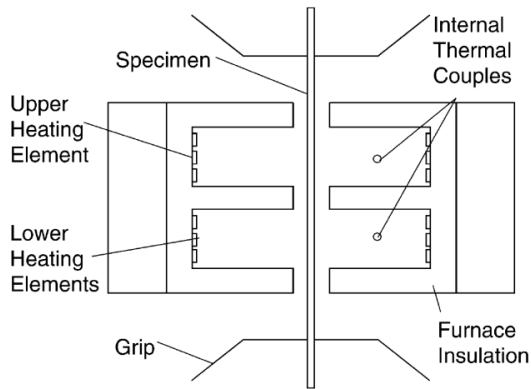 Internal
Thermal
Couples
Specimen
Upper
Heating
Element
Lower
Heating
Elements
Grip
Furnace
Insulation